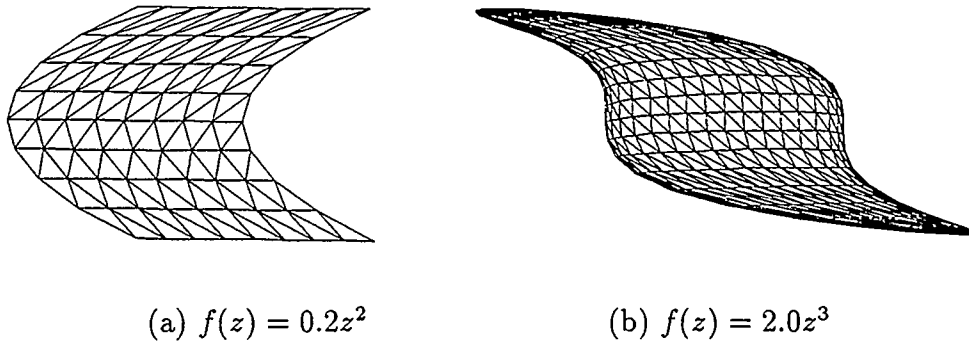 (a) f(z) = 0.2z²
(b) f(z) = 2.0z³